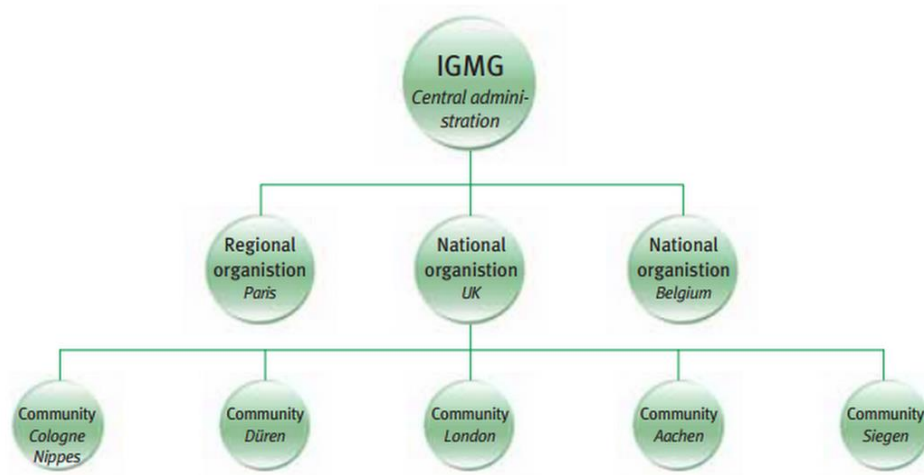 IGMG
Central admini-
stration
Regional
organistion
Paris
National
organistion
UK
National
organistion
Belgium
Community
Cologne
Nippes
Community
Düren
Community
London
Community
Aachen
Community
Siegen